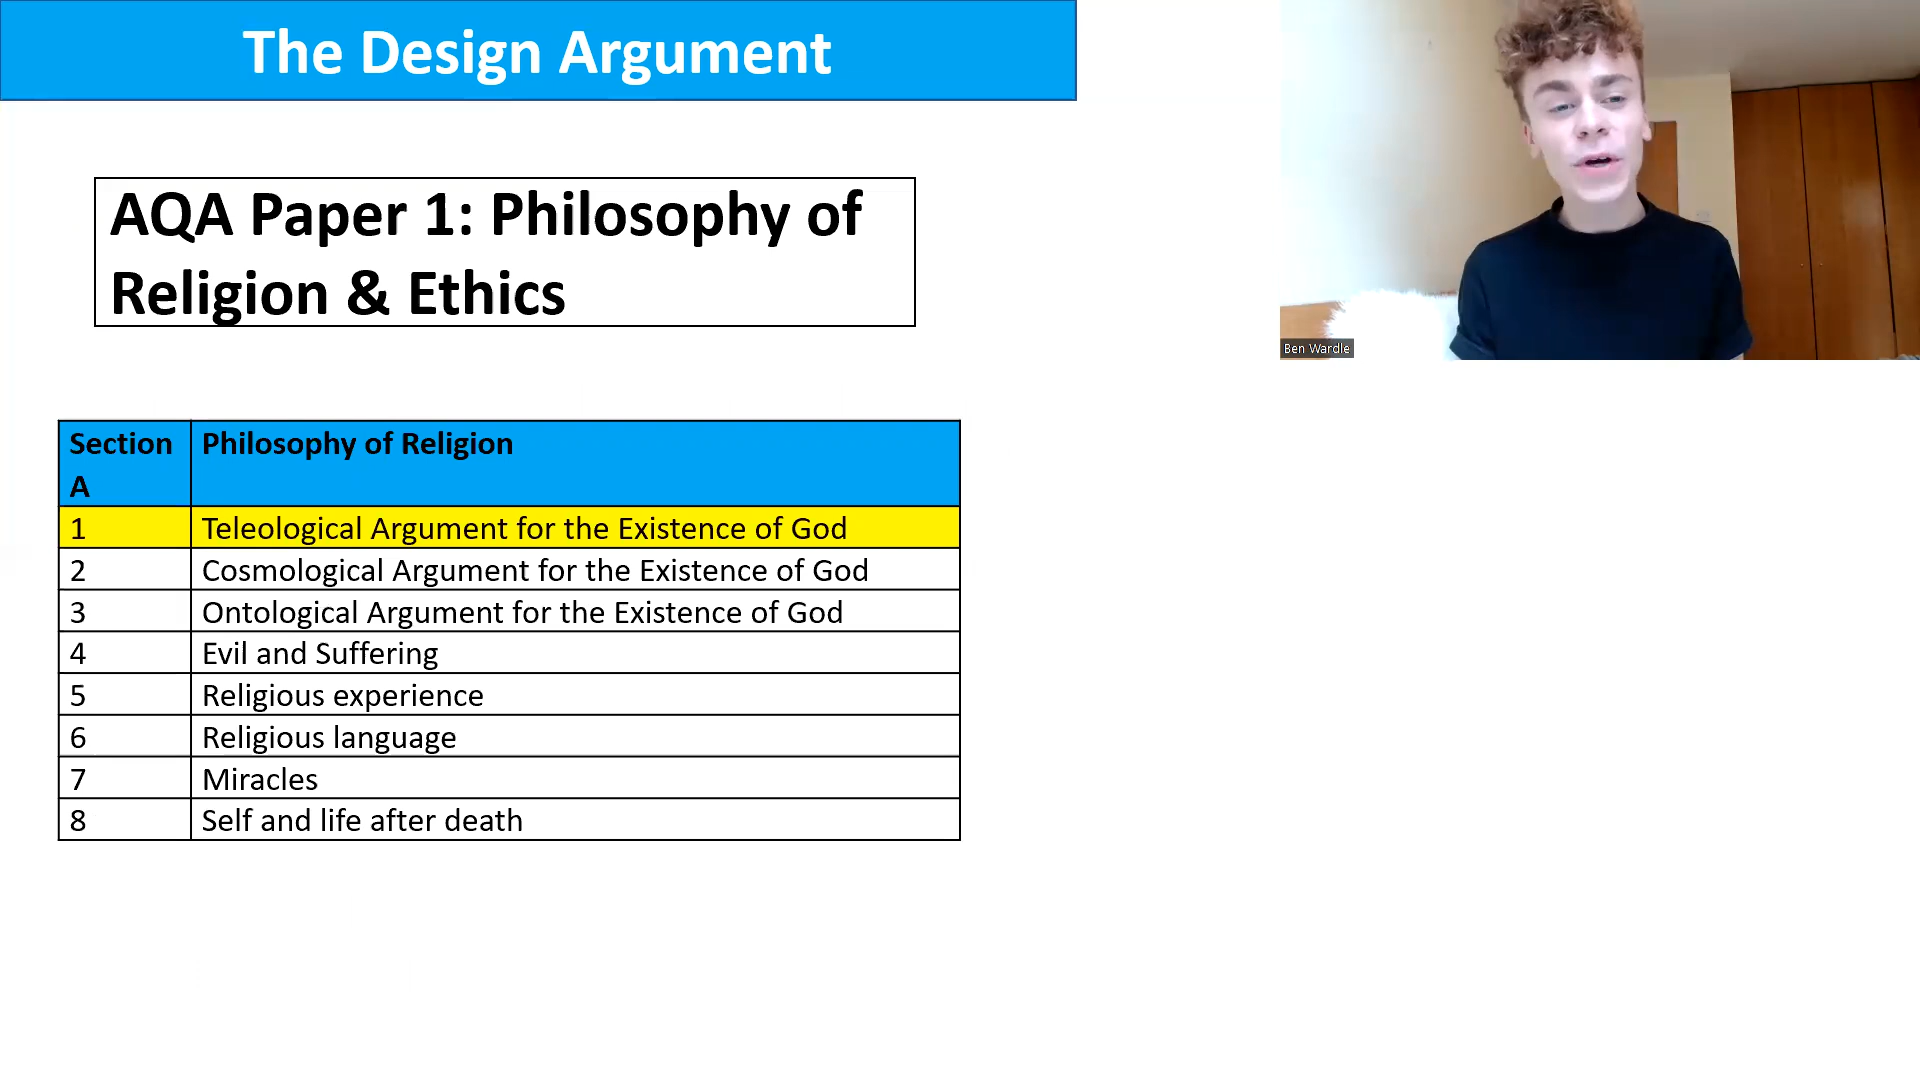 The Design Argument
AQA Paper 1: Philosophy of
Religion & Ethics
Ben Wardle
Section Philosophy of Religion
A
1 Teleological Argument for the Existence of God
2 Cosmological Argument for the Existence of God
3 Ontological Argument for the Existence of God
4 Evil and Suffering
5 Religious experience
6 Religious language
7 Miracles
8 Self and life after death